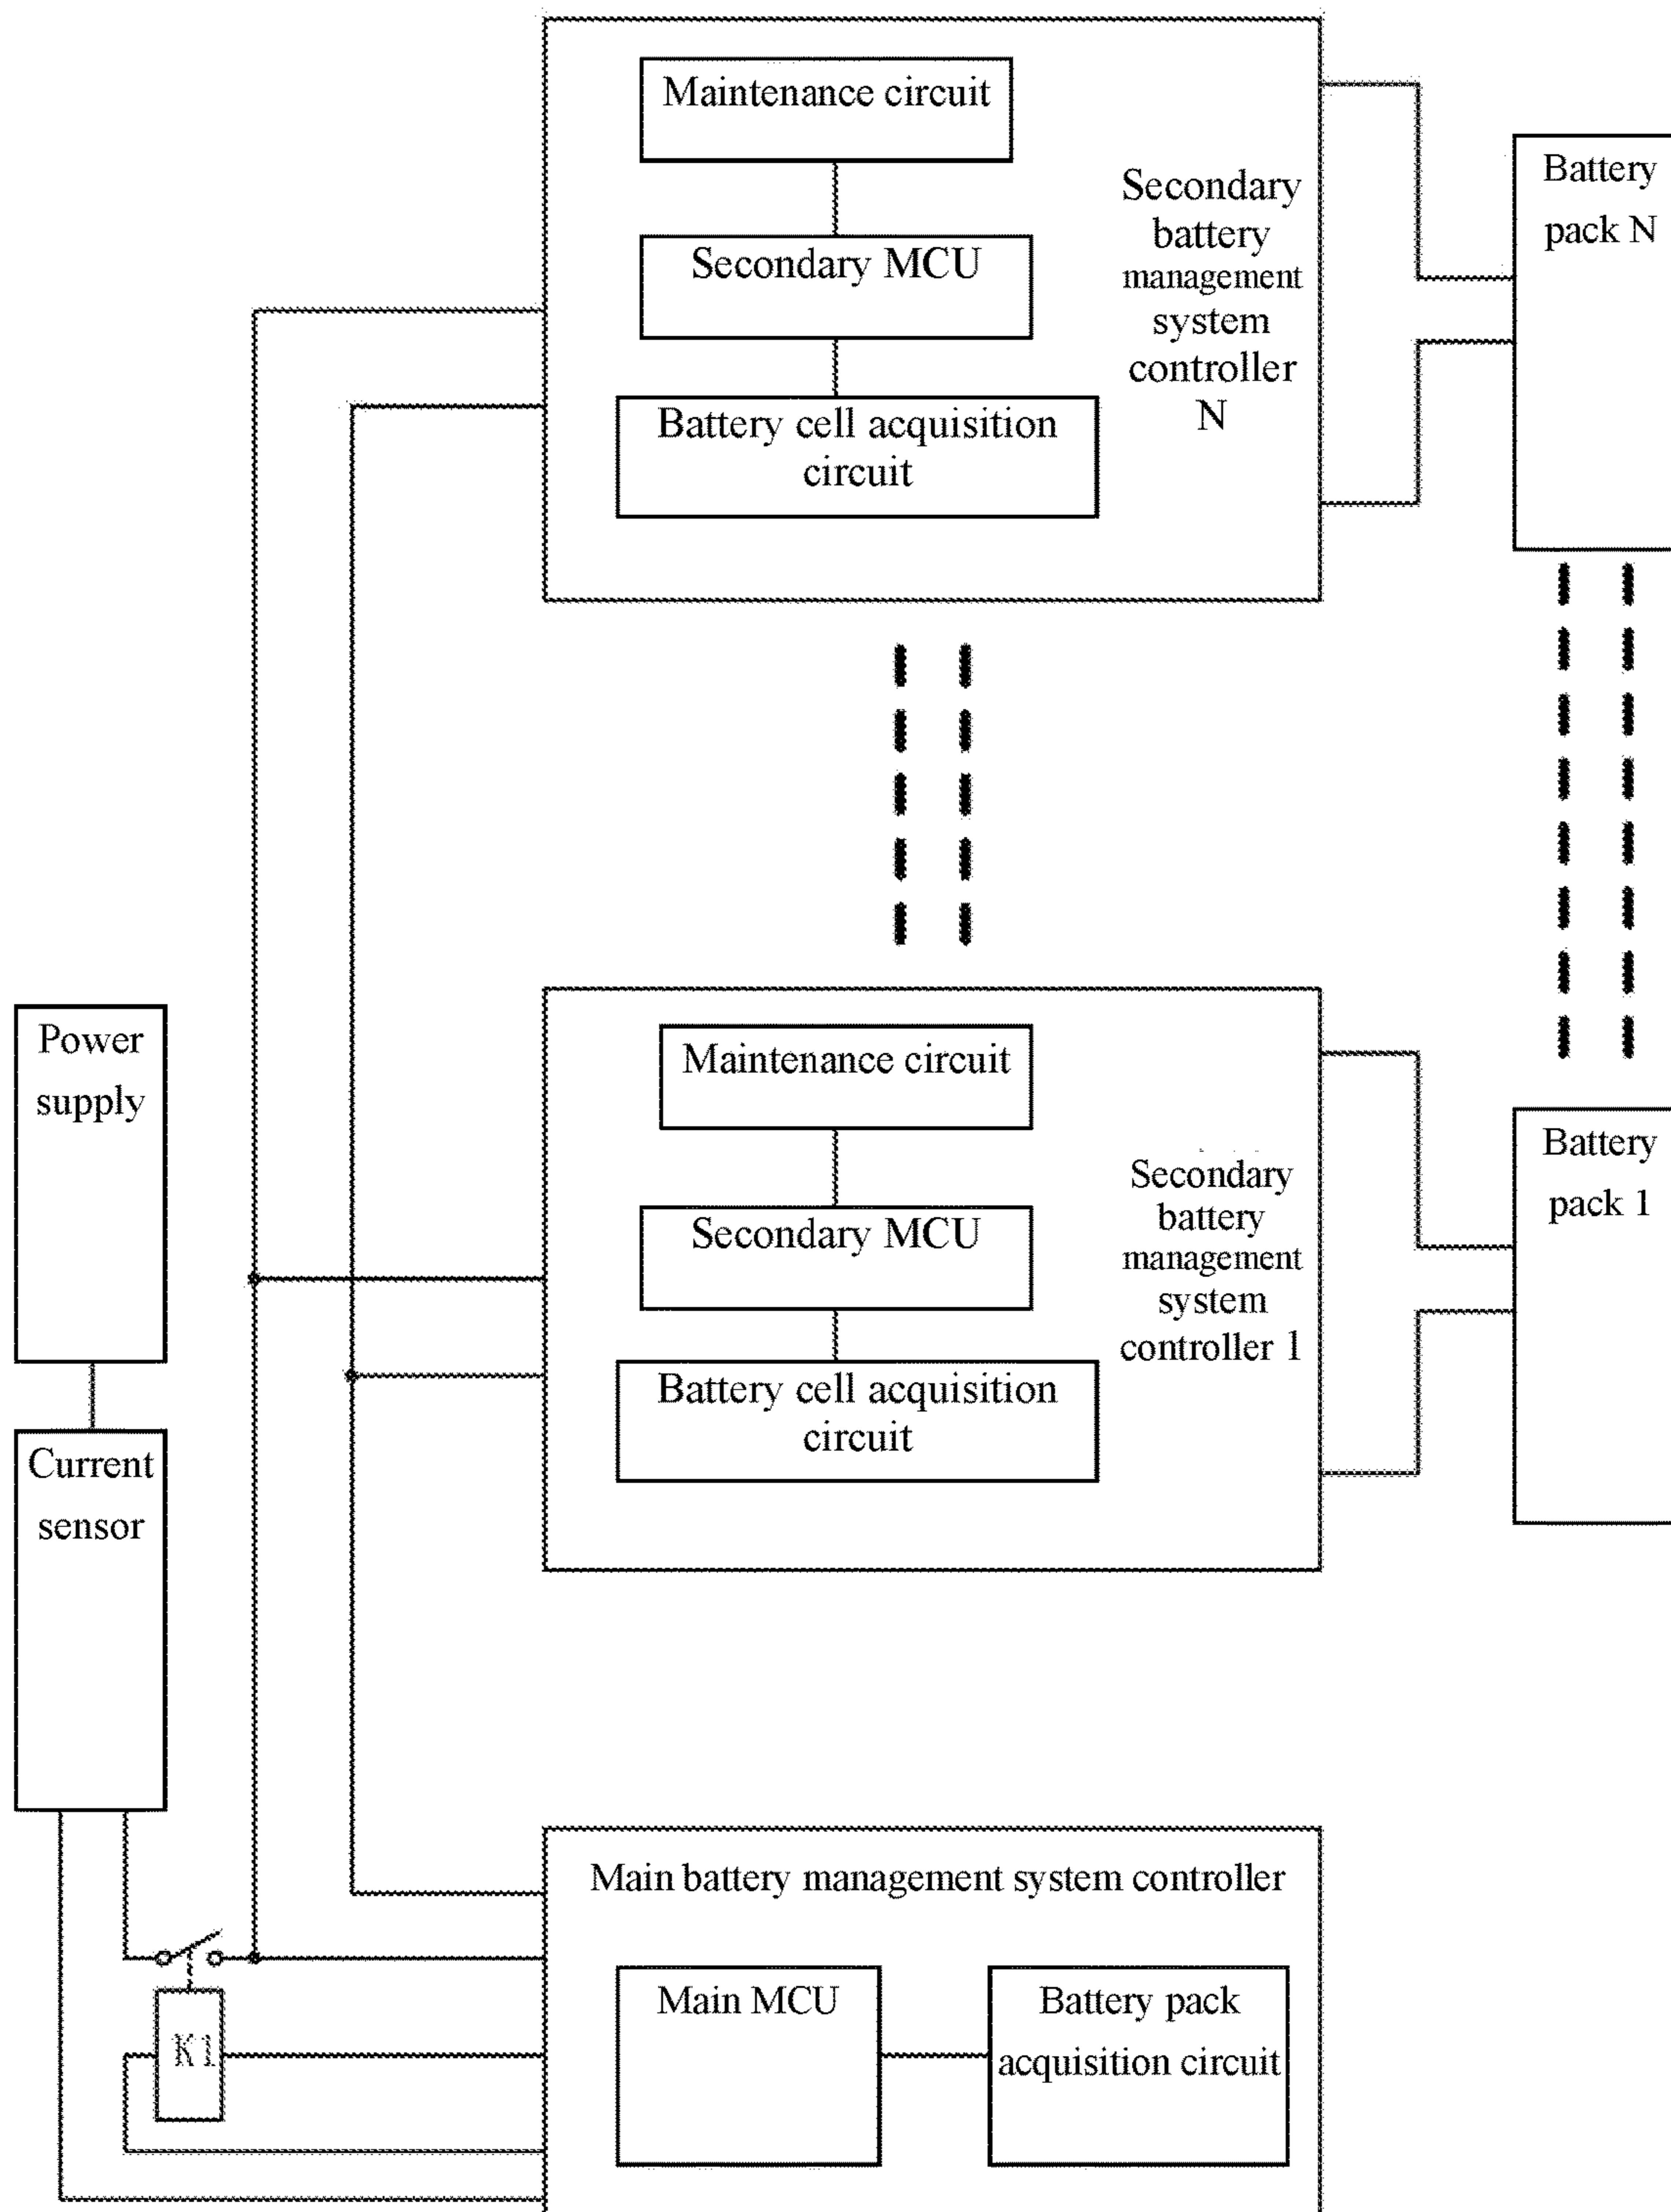 Maintenance circuit
Secondary MCU
Battery cell acquisition
circuit
Secondary
battery
management
system
controller
N
Battery
pack N
Power
supply
Current
sensor
Maintenance circuit
Secondary MCU
Battery cell acquisition
circuit
Secondary
battery
management
system
controller 1
Battery
pack 1
Main battery management system controller
K1
Main MCU
Battery pack
acquisition circuit